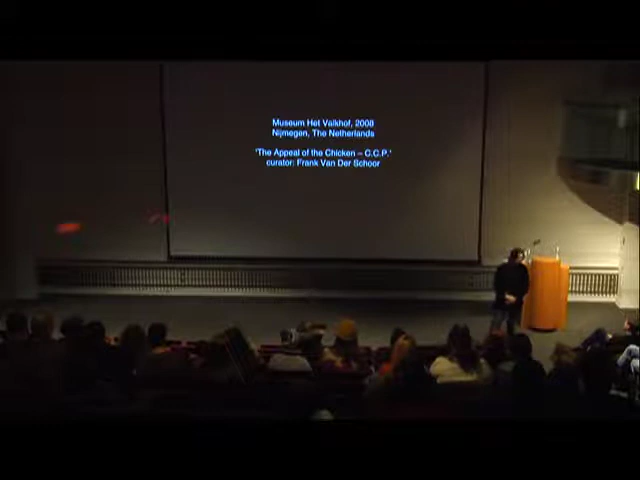 Museum Het Valkhof, 2008
Nijmegen, The Netherlands
'The Appeal of the Chicken – C.C.P.'
curator: Frank Van Der Schoor